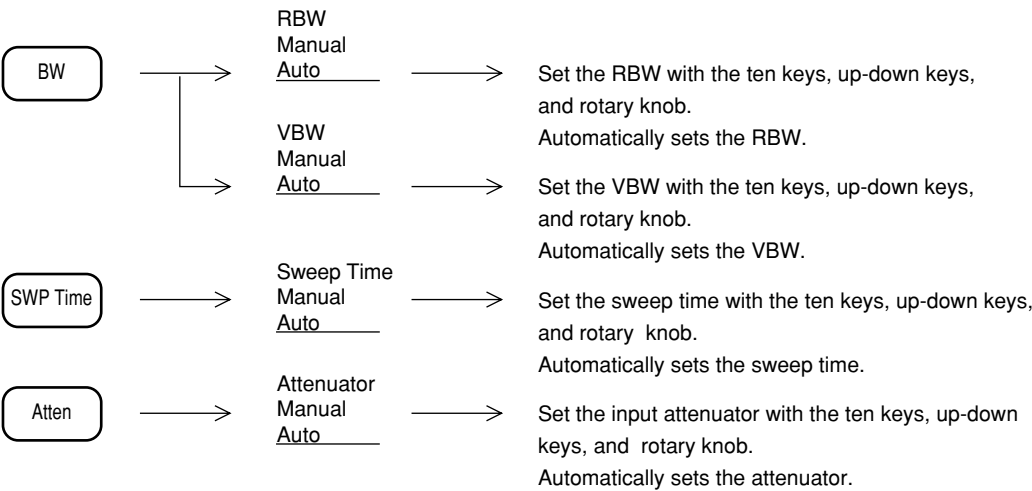 BW
RBW
Manual
Auto
Set the RBW with the ten keys, up-down keys,
and rotary knob.
Automatically sets the RBW.
VBW
Manual
Auto
Set the VBW with the ten keys, up-down keys,
and rotary knob.
Automatically sets the VBW.
SWP Time
Sweep Time
Manual
Auto
Set the sweep time with the ten keys, up-down keys,
and rotary knob.
Automatically sets the sweep time.
Atten
Attenuator
Manual
Auto
Set the input attenuator with the ten keys, up-down
keys, and rotary knob.
Automatically sets the attenuator.